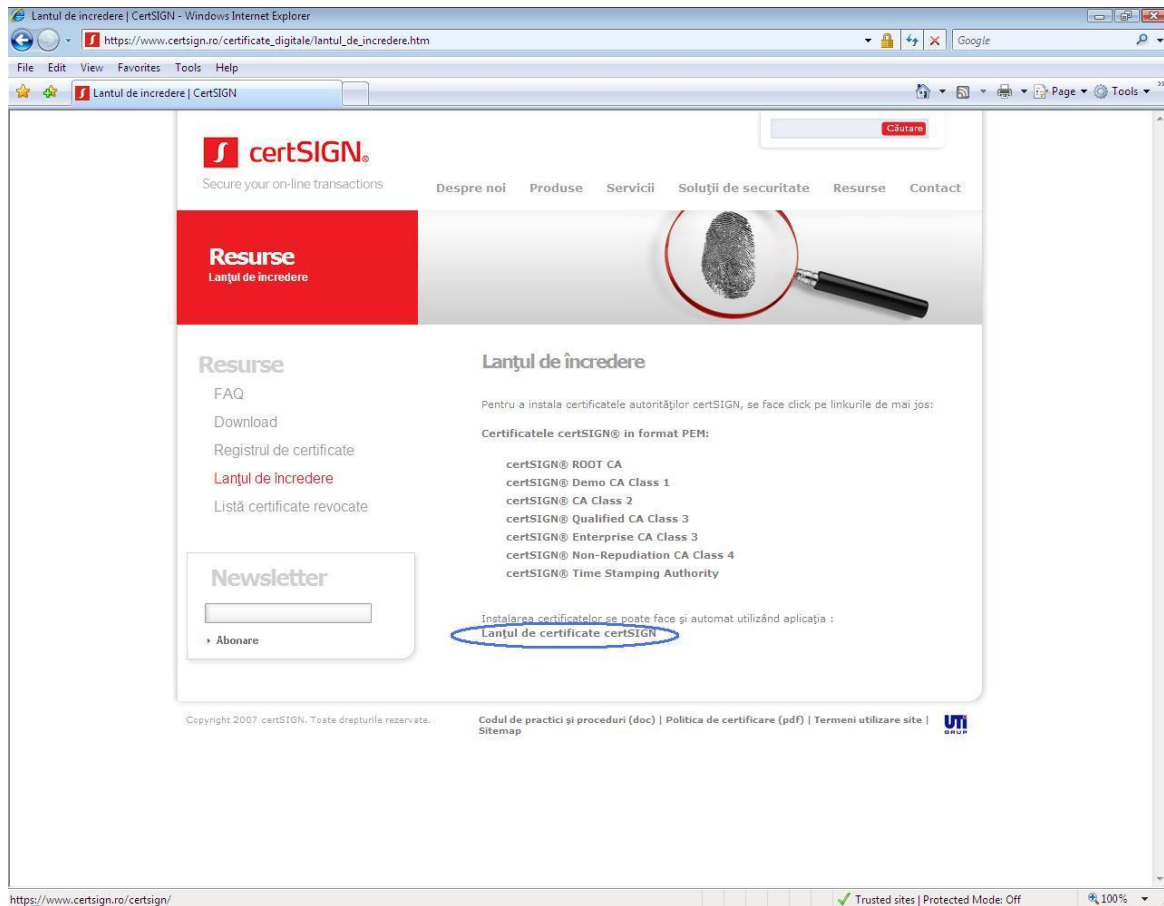 Lantul de incredere | CertSIGN - Windows Internet Explorer
https://www.certsign.ro/certificate_digitale/lantul_de_incredere.htm
Google
File Edit View Favorites Tools Help
Lantul de incredere | CertSIGN
Page Tools
Căutare
certSIGN®
Secure your on-line transactions
Despre noi Produse Servicii Soluţii de securitate Resurse Contact
Resurse
Lanţul de încredere
Resurse
FAQ
Download
Registrul de certificate
Lanţul de încredere
Listă certificate revocate
Newsletter
Abonare
Lanţul de încredere
Pentru a instala certificatele autorităţilor certSIGN, se face click pe linkurile de mai jos:
Certificatele certSIGN® in format PEM:
certSIGN® ROOT CA
certSIGN® Demo CA Class 1
certSIGN® CA Class 2
certSIGN® Qualified CA Class 3
certSIGN® Enterprise CA Class 3
certSIGN® Non-Repudiation CA Class 4
certSIGN® Time Stamping Authority
Instalarea certificatelor se poate face şi automat utilizând aplicaţia :
Lanţul de certificate certSIGN
Copyright 2007 certSIGN. Toate drepturile rezervate.
Codul de practici şi proceduri (doc) | Politica de certificare (pdf) | Termeni utilizare site |
Sitemap
UTi
GRUP
https://www.certsign.ro/certsign/
Trusted sites | Protected Mode: Off
100%